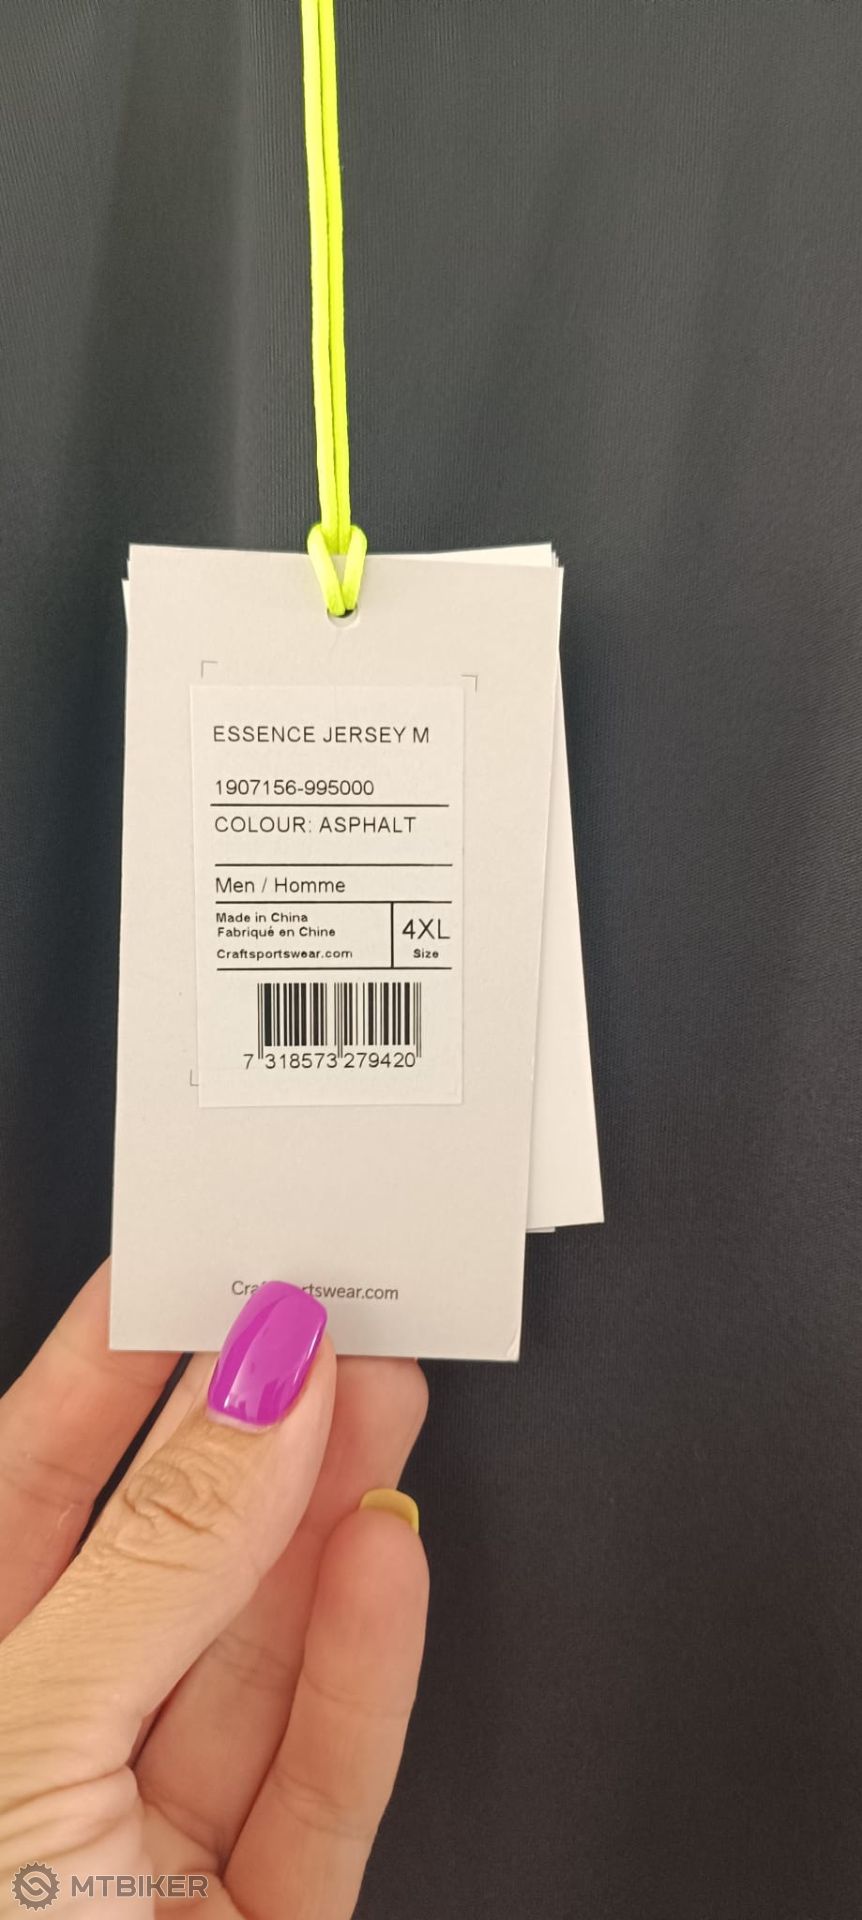 ESSENCE JERSEY M
1907156-995000
COLOUR: ASPHALT
Men / Homme
Made in China
Fabriqué en Chine
Craftsportswear.com
4XL
Size
7 318573 279420
MTBIKER